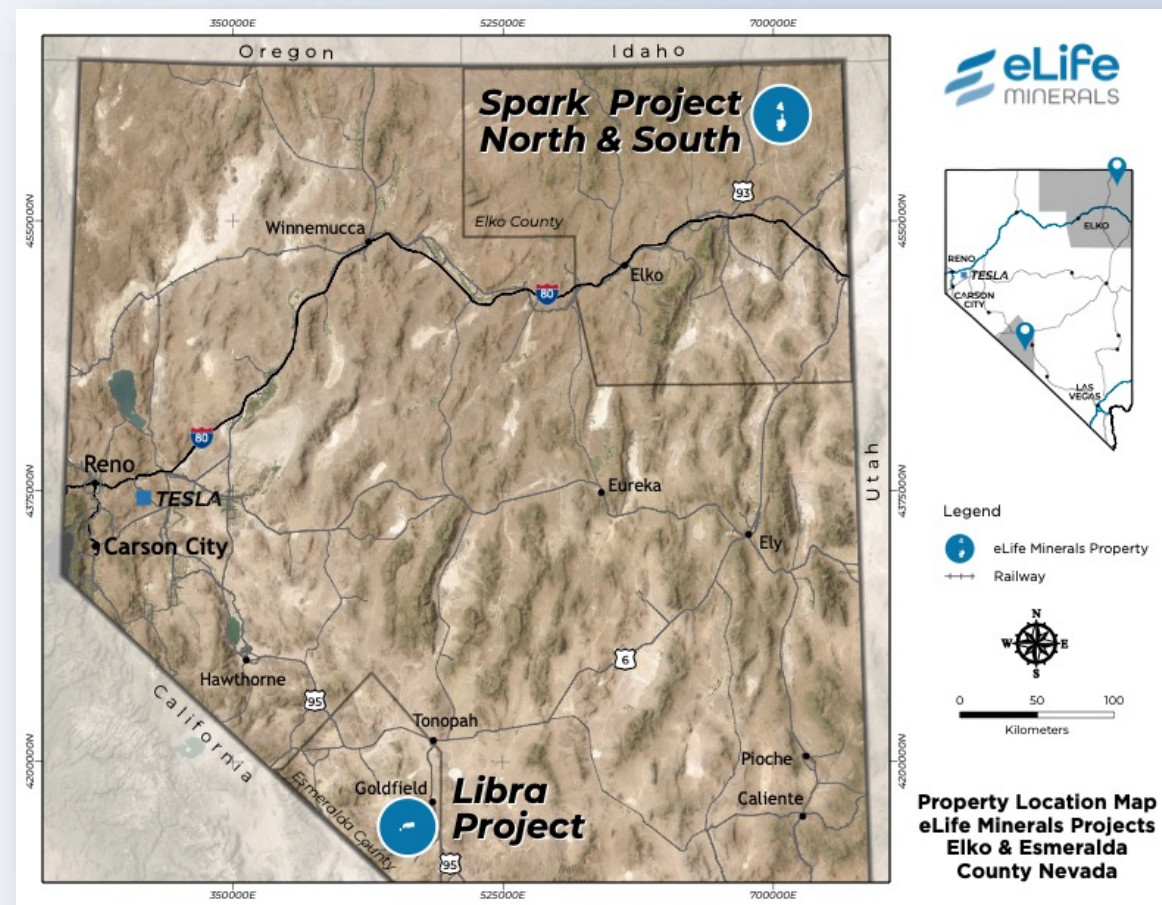 350000E
525000E
700000E
Oregon
Idaho
Spark Project
North & South
93
4550000N
4550000N
Winnemucca
Elko County
Elko
80
80
Reno
TESLA
Carson City
Eureka
Ely
Utah
4375000N
4375000N
Hawthorne
95
6
California
Tonopah
Esmeralda County
Goldfield
Libra
Project
Pioche
Caliente
95
4200000N
4200000N
350000E
525000E
700000E
eLife
MINERALS
ELKO
RENO
TESLA
CARSON
CITY
LAS
VEGAS
Legend
eLife Minerals Property
Railway
N
W
E
S
0
50
100
Kilometers
Property Location Map
eLife Minerals Projects
Elko & Esmeralda
County Nevada